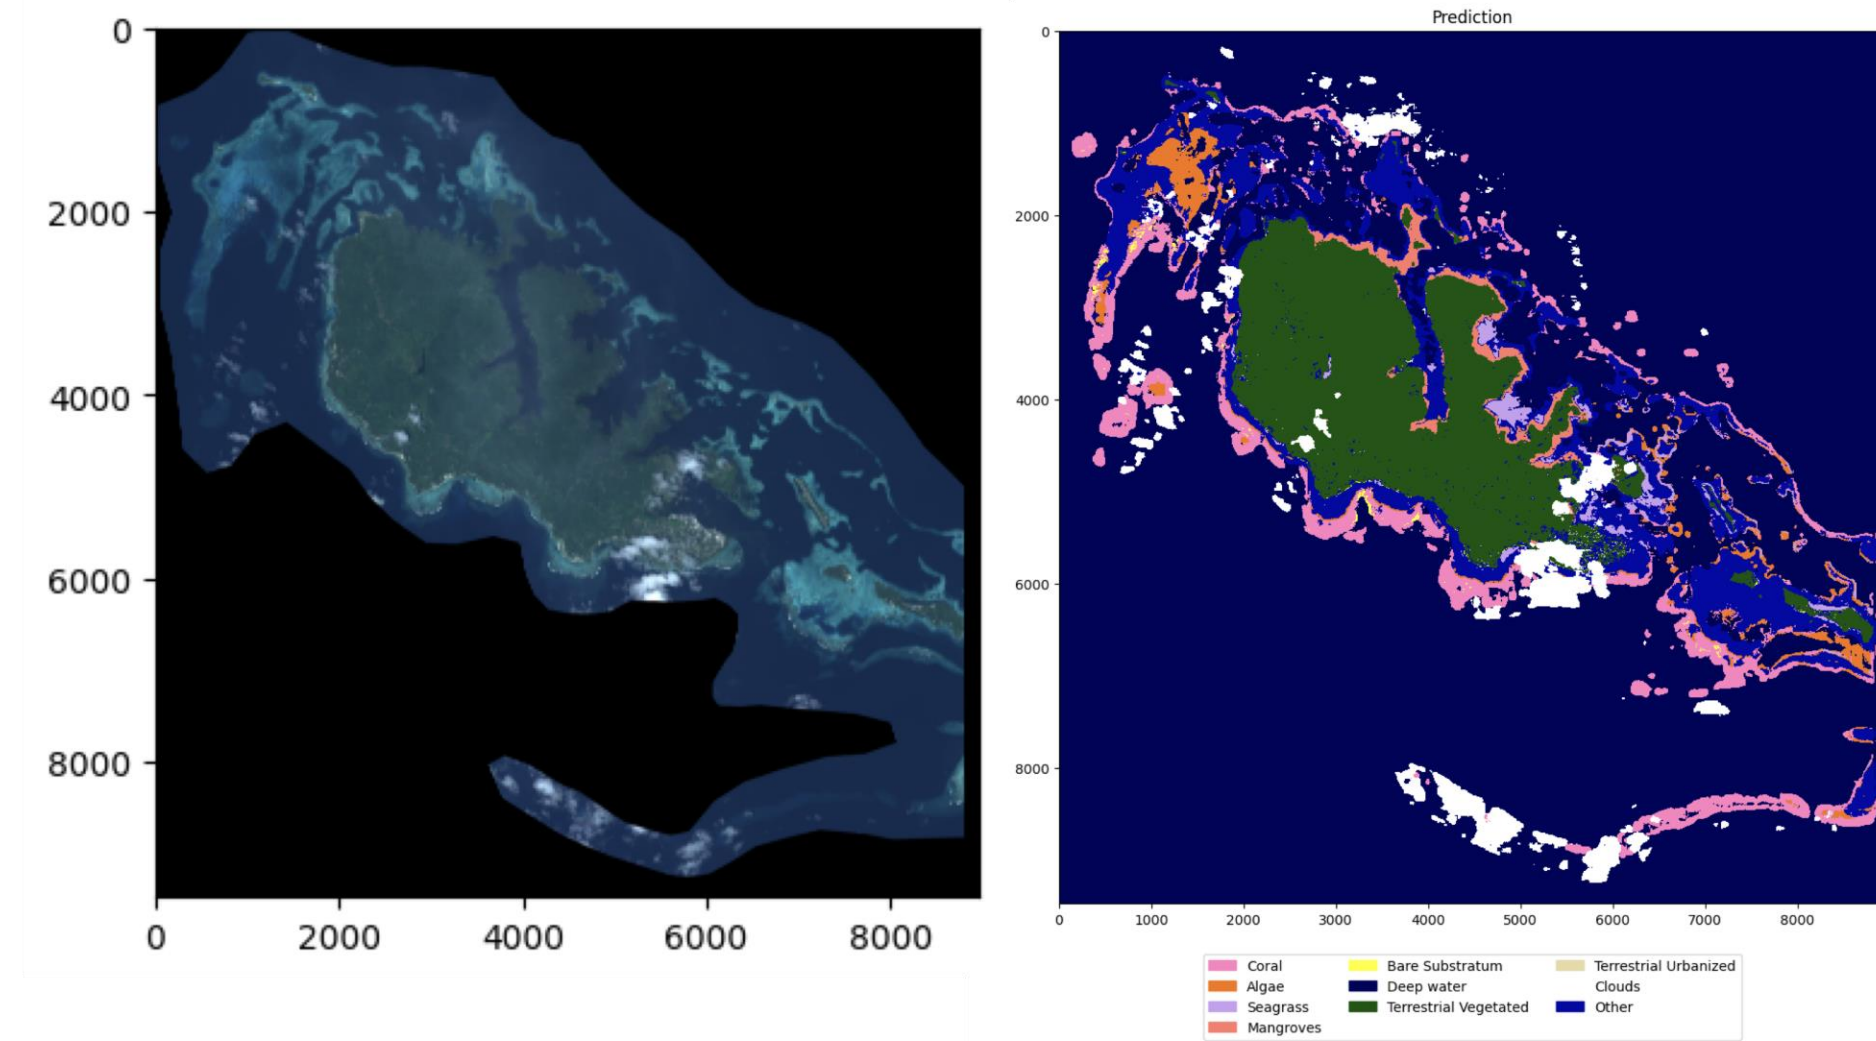 Prediction
0
2000
4000
6000
8000
0 2000 4000 6000 8000
0
2000
4000
6000
8000
0 1000 2000 3000 4000 5000 6000 7000 8000
Coral Bare Substratum Terrestrial Urbanized
Algae Deep water Clouds
Seagrass Terrestrial Vegetated Other
Mangroves